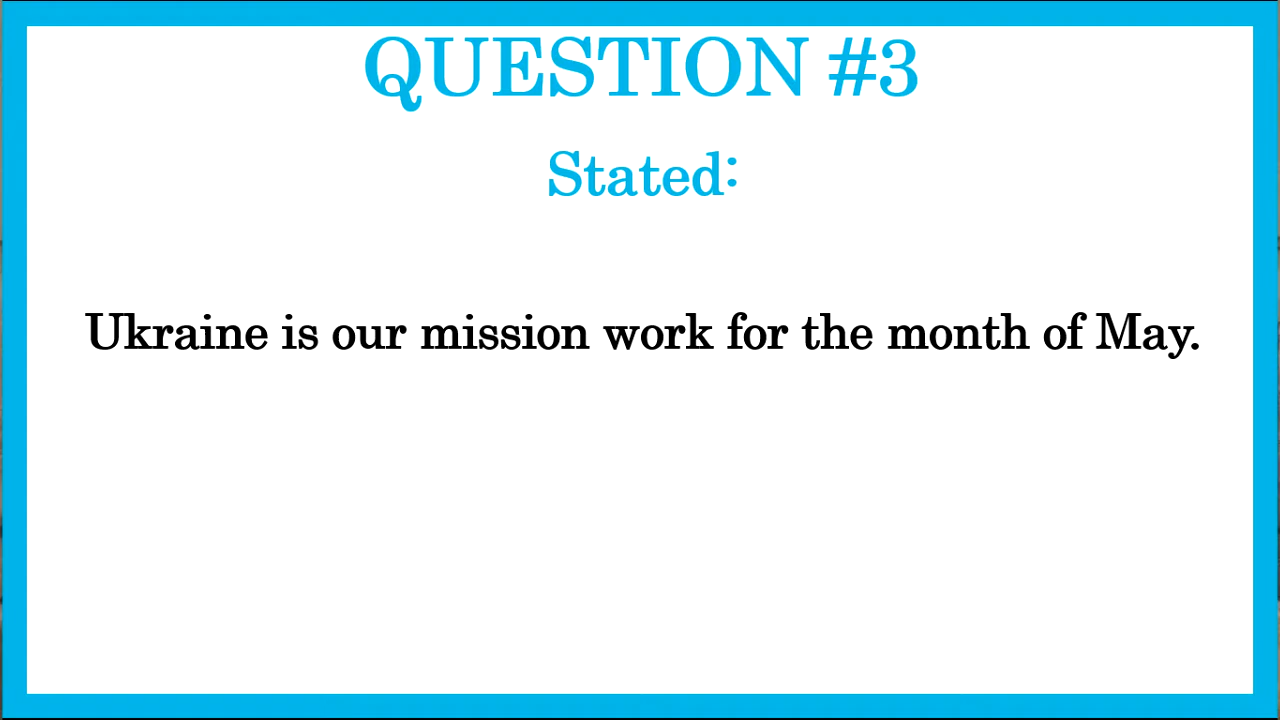 QUESTION #3
Stated:
Ukraine is our mission work for the month of May.